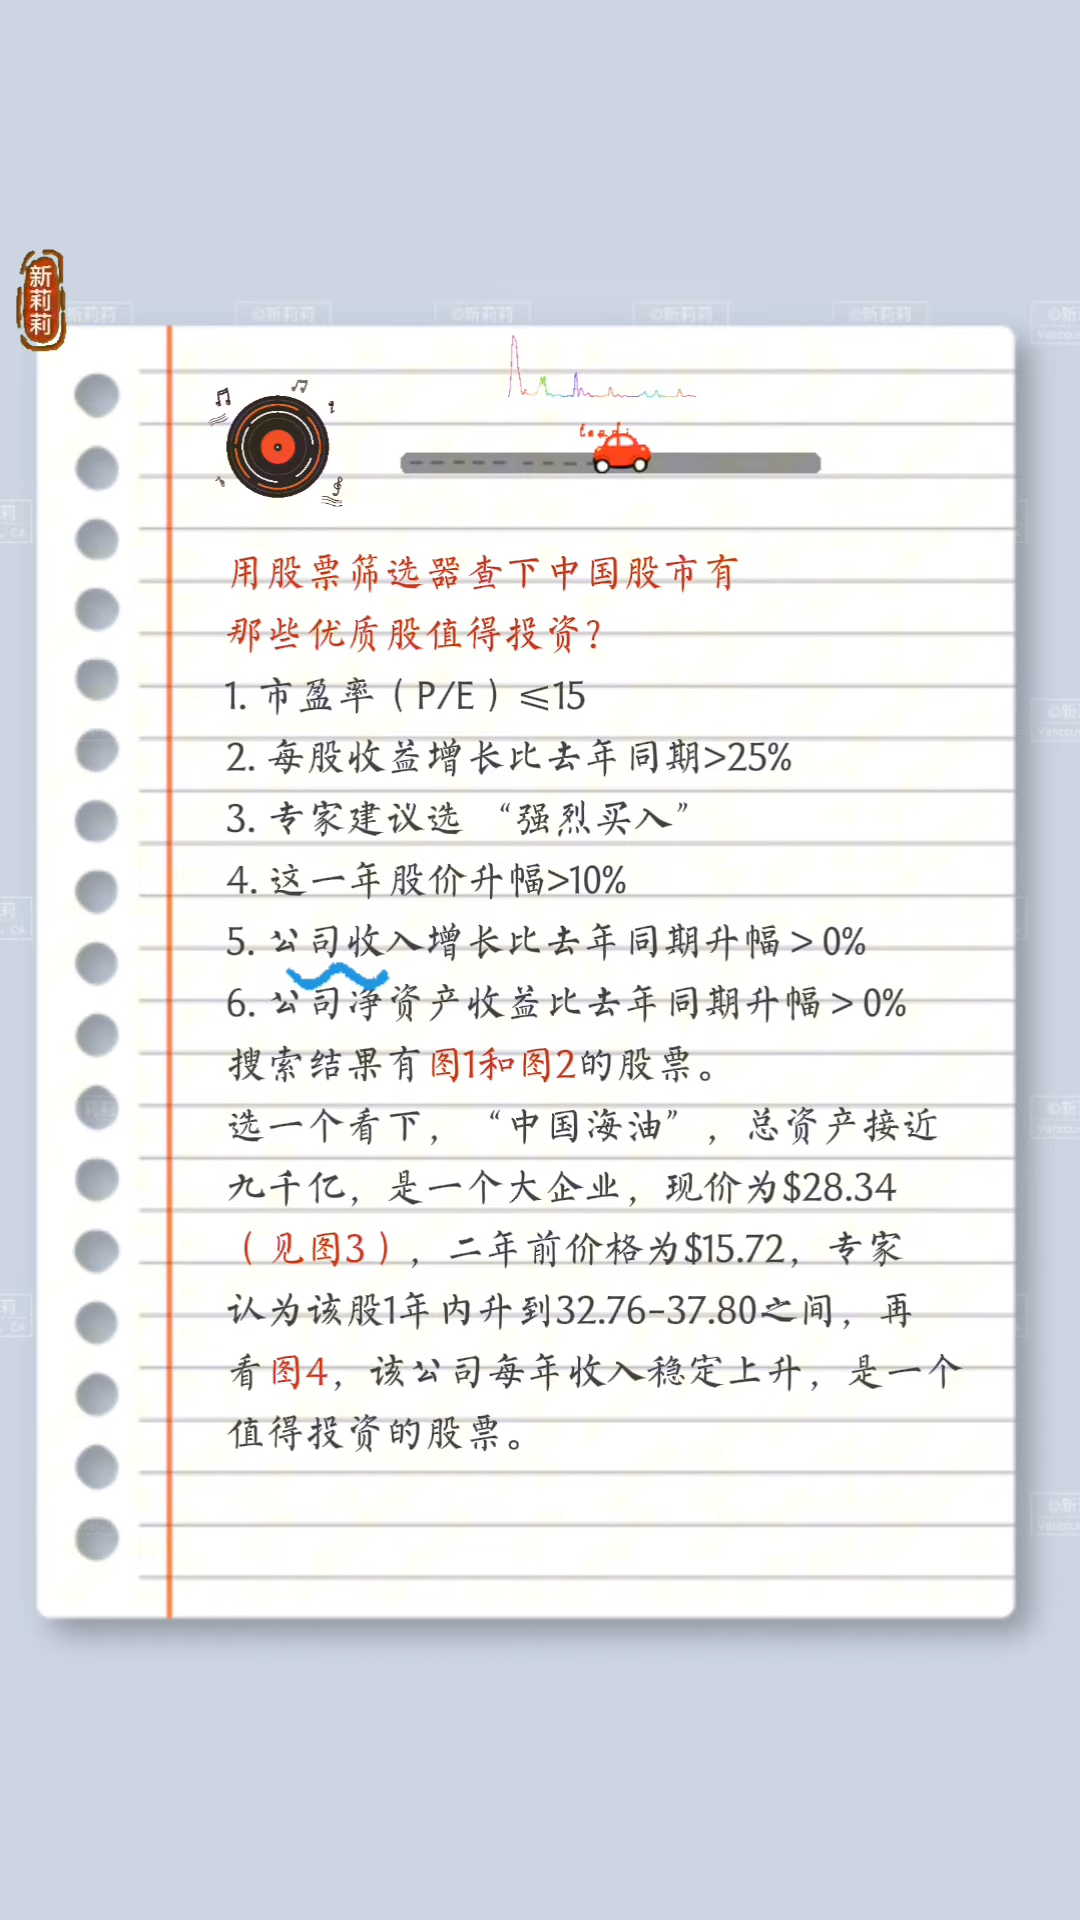 新莉莉
©新莉莉
用股票筛选器查下中国股市有
那些优质股值得投资?
1. 市盈率（P/E）≤15
2. 每股收益增长比去年同期>25%
3. 专家建议选 “强烈买入”
4. 这一年股价升幅>10%
5. 公司收入增长比去年同期升幅＞0%
6. 公司净资产收益比去年同期升幅＞0%
搜索结果有图1和图2的股票。
选一个看下，“中国海油”，总资产接近
九千亿，是一个大企业，现价为$28.34
（见图3），二年前价格为$15.72，专家
认为该股1年内升到32.76-37.80之间，再
看图4，该公司每年收入稳定上升，是一个
值得投资的股票。